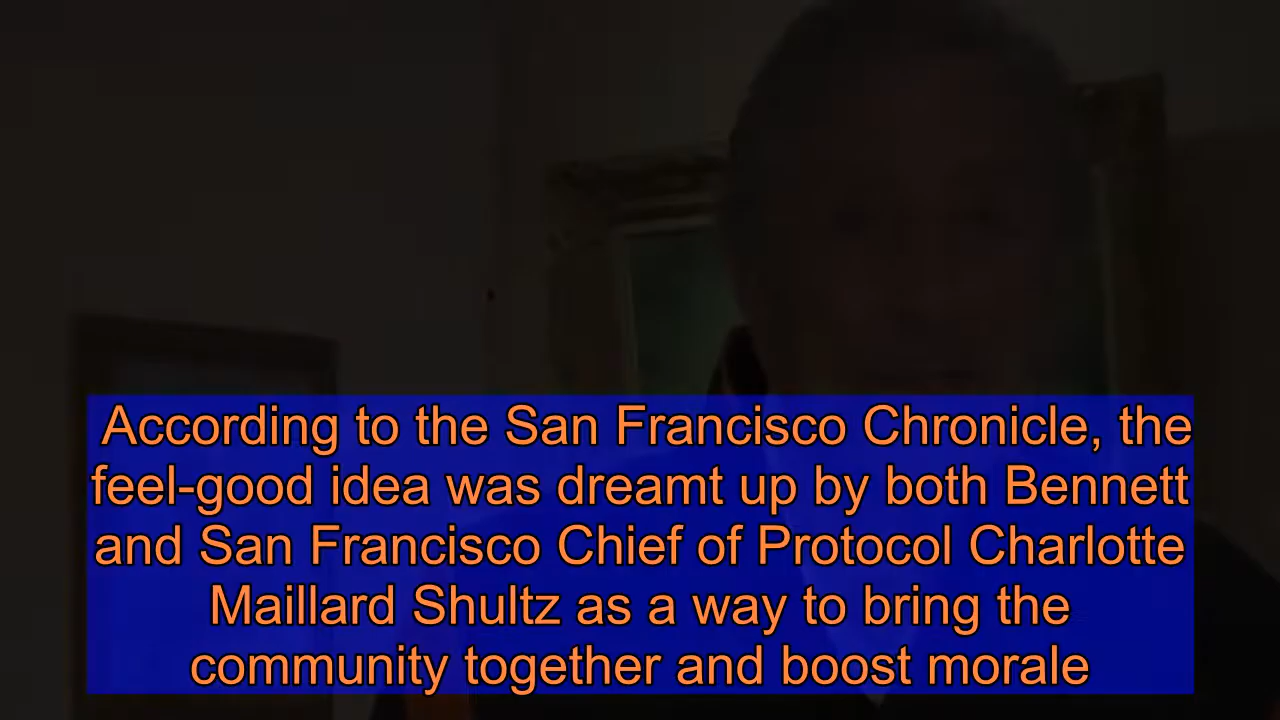 According to the San Francisco Chronicle, the
feel-good idea was dreamt up by both Bennett
and San Francisco Chief of Protocol Charlotte
Maillard Shultz as a way to bring the
community together and boost morale